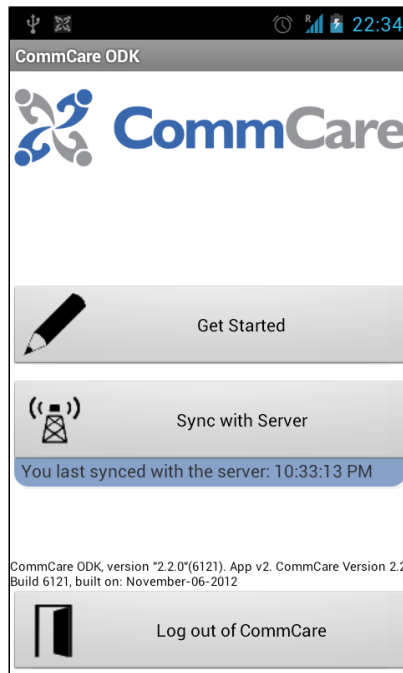 R 22:34
CommCare ODK
CommCare
Get Started
Sync with Server
You last synced with the server: 10:33:13 PM
CommCare ODK, version "2.2.0"(6121). App v2. CommCare Version 2.2
Build 6121, built on: November-06-2012
Log out of CommCare